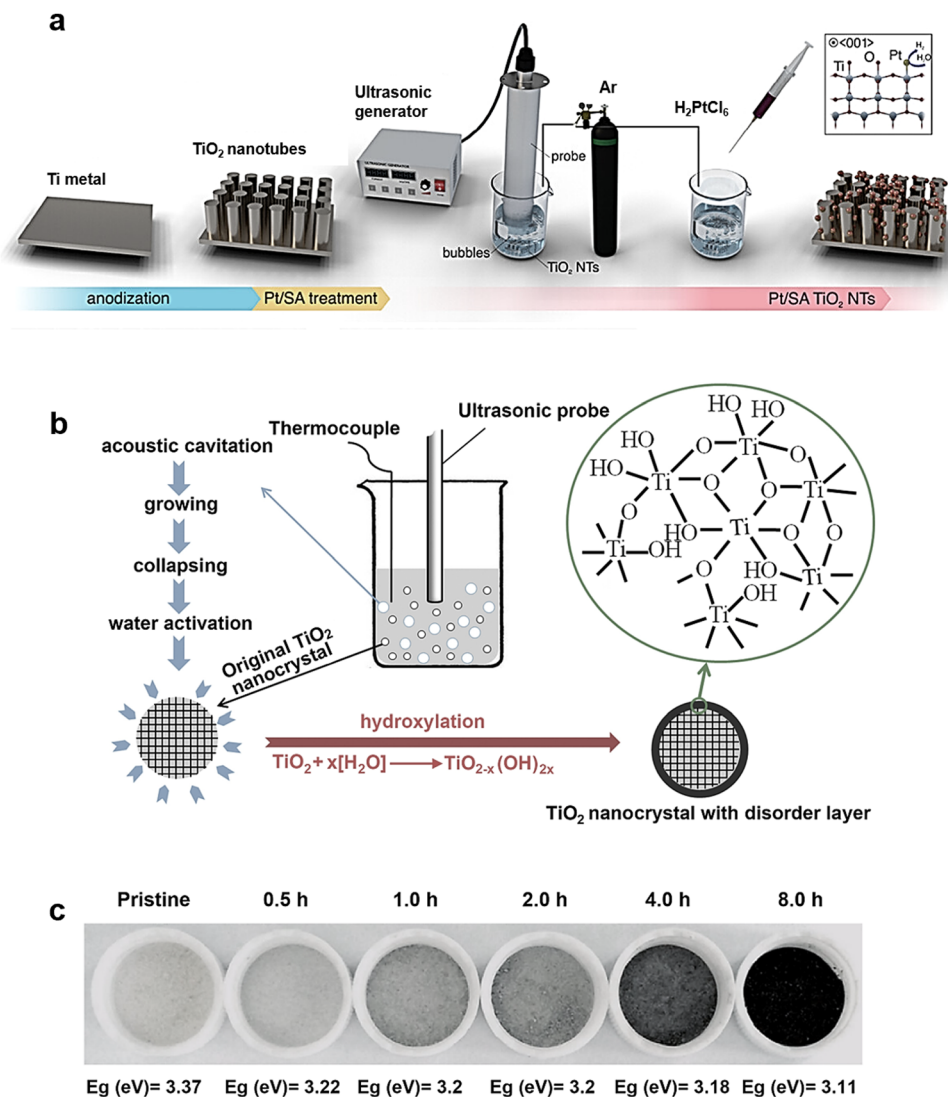 a
Ti metal
TiO₂ nanotubes
Ultrasonic
generator
ULTRASONIC GENERATOR
probe
bubbles
TiO₂ NTs
Ar
H₂PtCl₆
⊙<001>
Ti
O
Pt
H₂
H₂O
anodization
Pt/SA treatment
Pt/SA TiO₂ NTs
b
acoustic cavitation
growing
collapsing
water activation
Thermocouple
Ultrasonic probe
Original TiO₂
nanocrystal
hydroxylation
TiO₂ + x[H₂O] ⟶ TiO₂₋ₓ (OH)₂ₓ
HO HO
HO O Ti O
HO Ti O O Ti
O HO Ti O O
Ti OH O HO Ti
OH
Ti
TiO₂ nanocrystal with disorder layer
c
Pristine 0.5 h 1.0 h 2.0 h 4.0 h 8.0 h
Eg (eV)= 3.37 Eg (eV)= 3.22 Eg (eV)= 3.2 Eg (eV)= 3.2 Eg (eV)= 3.18 Eg (eV)= 3.11